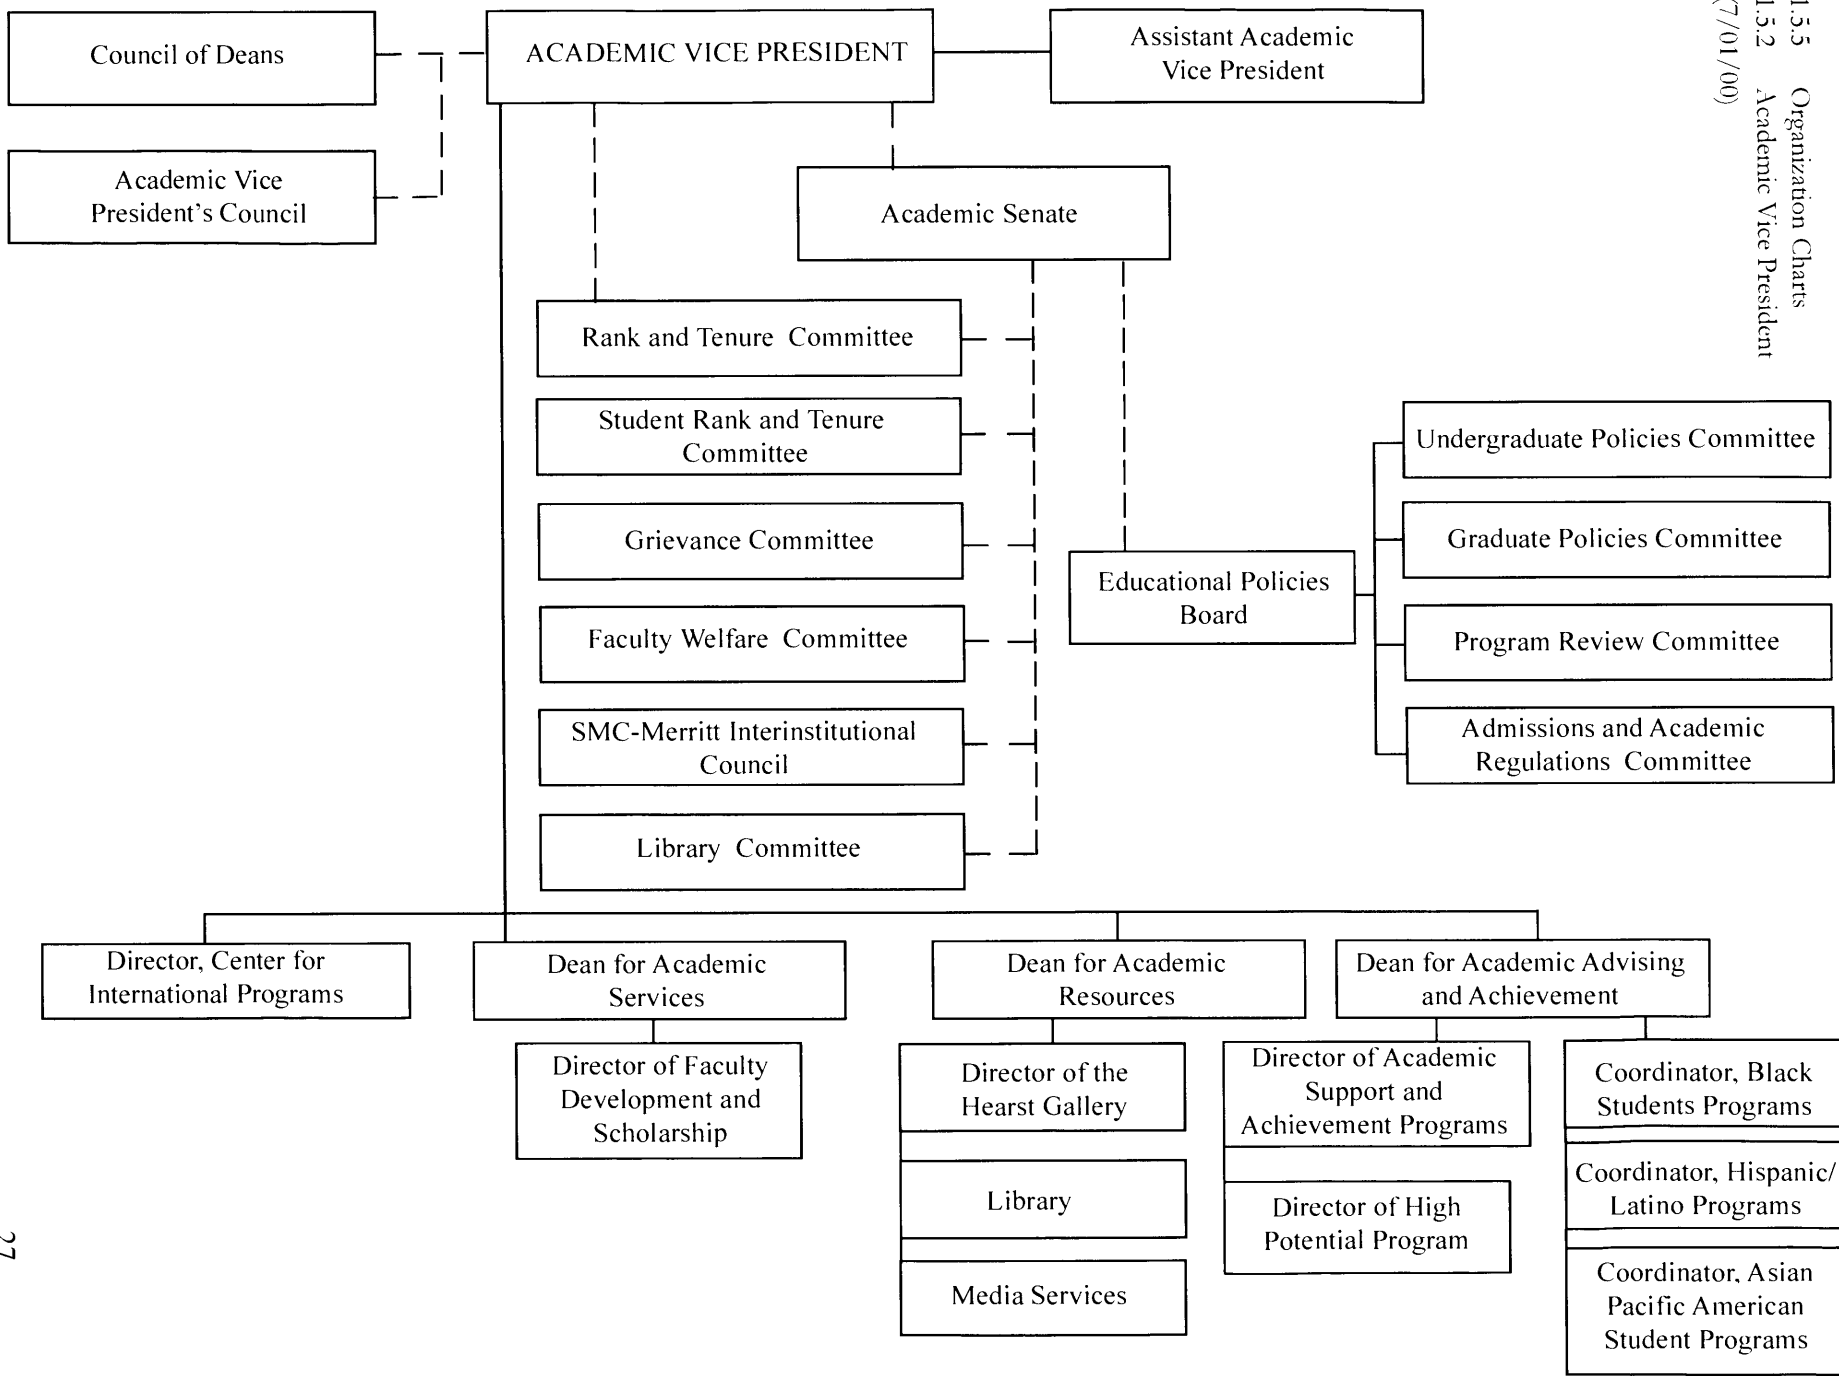 1.5.5 Organization Charts
1.5.2 Academic Vice President
(7/01/00)
Council of Deans
ACADEMIC VICE PRESIDENT
Assistant Academic
Vice President
Academic Vice
President's Council
Academic Senate
Rank and Tenure Committee
Student Rank and Tenure
Committee
Grievance Committee
Faculty Welfare Committee
SMC-Merritt Interinstitutional
Council
Library Committee
Educational Policies
Board
Undergraduate Policies Committee
Graduate Policies Committee
Program Review Committee
Admissions and Academic
Regulations Committee
Director, Center for
International Programs
Dean for Academic
Services
Director of Faculty
Development and
Scholarship
Dean for Academic
Resources
Director of the
Hearst Gallery
Library
Media Services
Dean for Academic Advising
and Achievement
Director of Academic
Support and
Achievement Programs
Director of High
Potential Program
Coordinator, Black
Students Programs
Coordinator, Hispanic/
Latino Programs
Coordinator, Asian
Pacific American
Student Programs
27